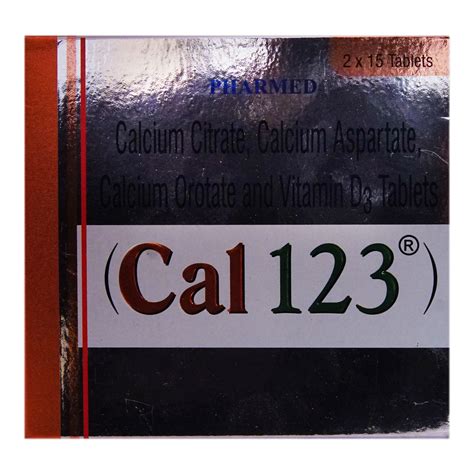 2 x 15 Tablets
PHARMED
Calcium Citrate, Calcium Aspartate,
Calcium Orotate and Vitamin D3 Tablets
(Cal 123®)